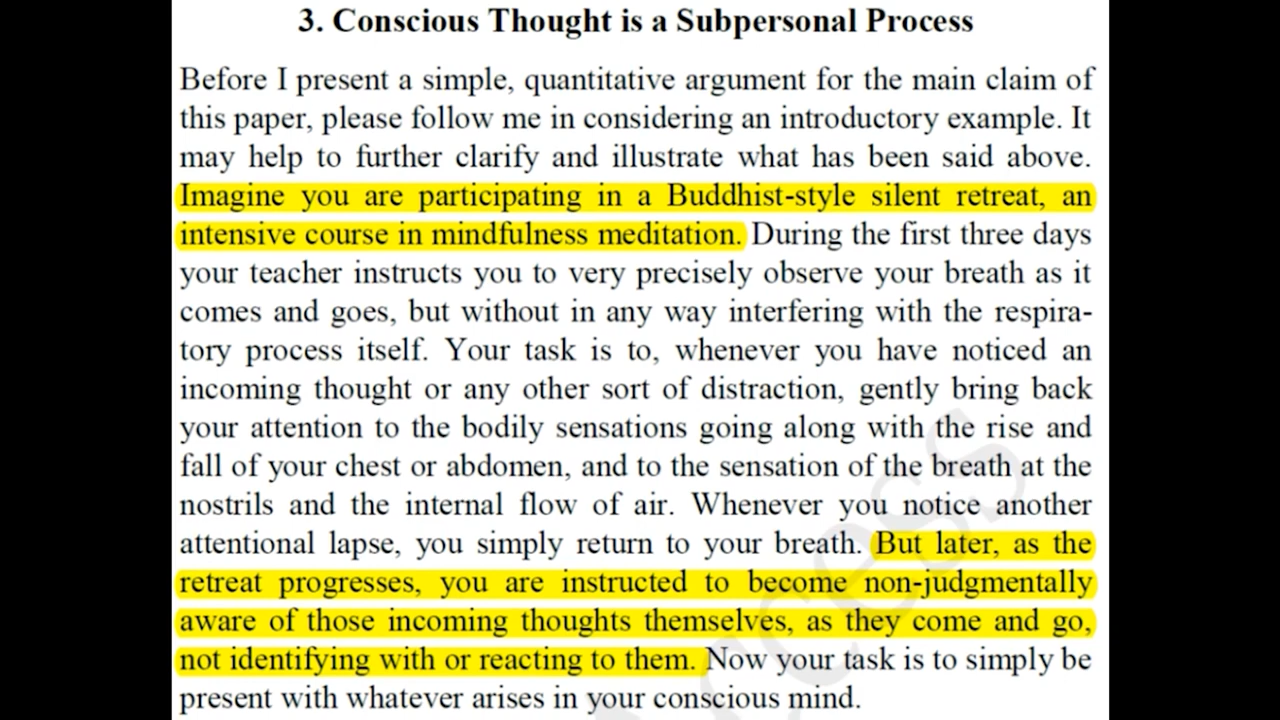 3. Conscious Thought is a Subpersonal Process
Before I present a simple, quantitative argument for the main claim of
this paper, please follow me in considering an introductory example. It
may help to further clarify and illustrate what has been said above.
Imagine you are participating in a Buddhist-style silent retreat, an
intensive course in mindfulness meditation. During the first three days
your teacher instructs you to very precisely observe your breath as it
comes and goes, but without in any way interfering with the respira-
tory process itself. Your task is to, whenever you have noticed an
incoming thought or any other sort of distraction, gently bring back
your attention to the bodily sensations going along with the rise and
fall of your chest or abdomen, and to the sensation of the breath at the
nostrils and the internal flow of air. Whenever you notice another
attentional lapse, you simply return to your breath. But later, as the
retreat progresses, you are instructed to become non-judgmentally
aware of those incoming thoughts themselves, as they come and go,
not identifying with or reacting to them. Now your task is to simply be
present with whatever arises in your conscious mind.